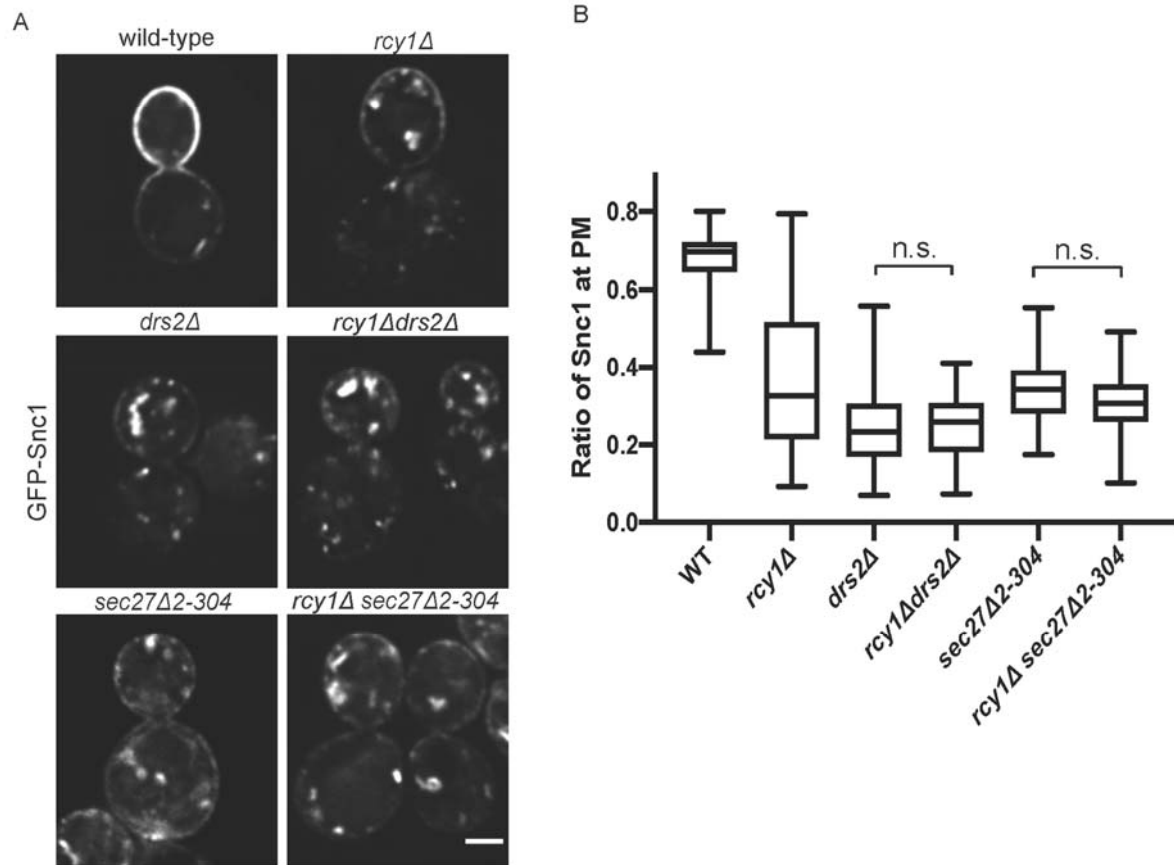 A
wild-type
rcy1Δ
drs2Δ
rcy1Δdrs2Δ
sec27Δ2-304
rcy1Δ sec27Δ2-304
GFP-Snc1
B
Ratio of Snc1 at PM
0.8
0.6
0.4
0.2
0.0
n.s.
n.s.
WT
rcy1Δ
drs2Δ
rcy1Δdrs2Δ
sec27Δ2-304
rcy1Δ sec27Δ2-304